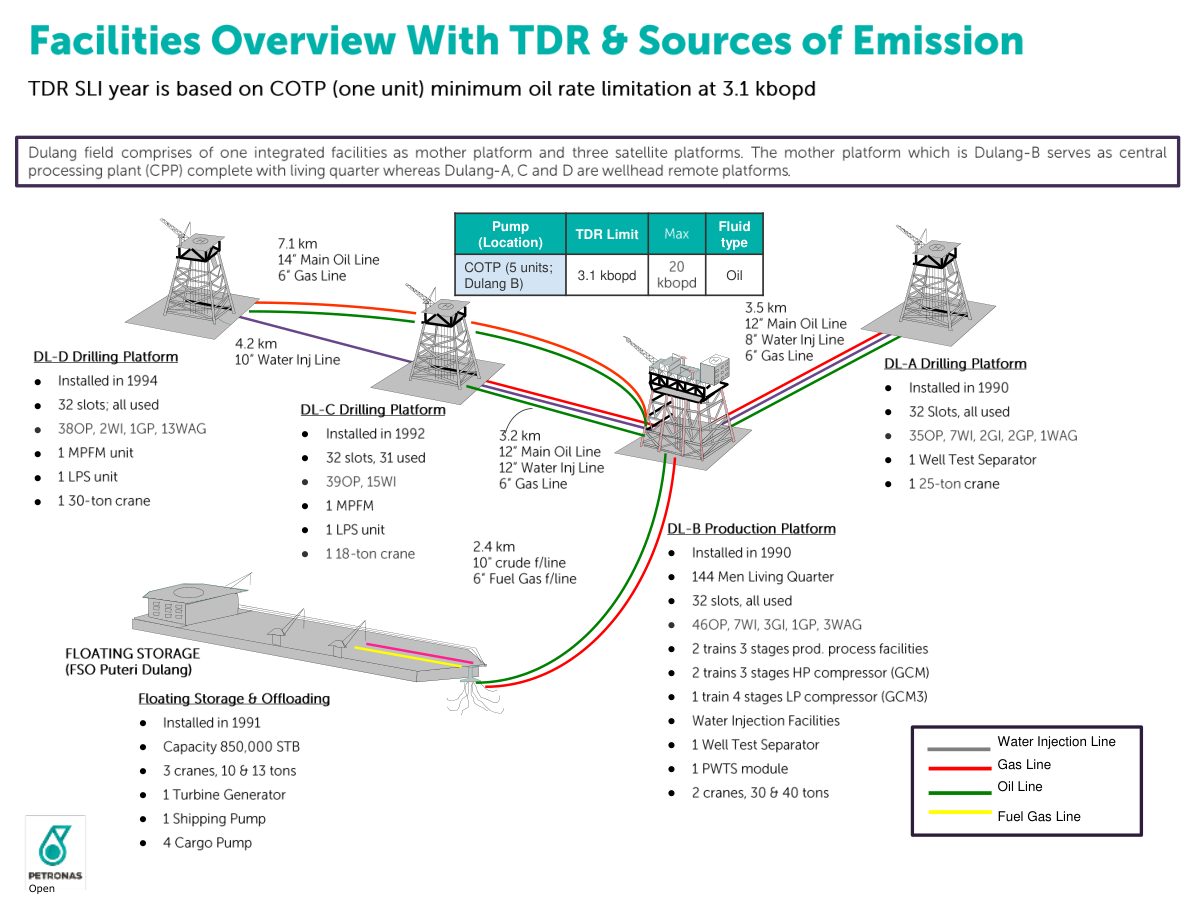 Facilities Overview With TDR & Sources of Emission
TDR SLI year is based on COTP (one unit) minimum oil rate limitation at 3.1 kbopd
Dulang field comprises of one integrated facilities as mother platform and three satellite platforms. The mother platform which is Dulang-B serves as central
processing plant (CPP) complete with living quarter whereas Dulang-A, C and D are wellhead remote platforms.
Pump (Location) TDR Limit Max Fluid type
COTP (5 units; Dulang B) 3.1 kbopd 20 kbopd Oil
7.1 km
14” Main Oil Line
6” Gas Line
4.2 km
10” Water Inj Line
3.5 km
12” Main Oil Line
8” Water Inj Line
6” Gas Line
DL-D Drilling Platform
● Installed in 1994
● 32 slots; all used
● 38OP, 2WI, 1GP, 13WAG
● 1 MPFM unit
● 1 LPS unit
● 1 30-ton crane
DL-C Drilling Platform
● Installed in 1992
● 32 slots, 31 used
● 39OP, 15WI
● 1 MPFM
● 1 LPS unit
● 1 18-ton crane
3.2 km
12” Main Oil Line
12” Water Inj Line
6” Gas Line
DL-A Drilling Platform
● Installed in 1990
● 32 Slots, all used
● 35OP, 7WI, 2GI, 2GP, 1WAG
● 1 Well Test Separator
● 1 25-ton crane
2.4 km
10” crude f/line
6” Fuel Gas f/line
DL-B Production Platform
● Installed in 1990
● 144 Men Living Quarter
● 32 slots, all used
● 46OP, 7WI, 3GI, 1GP, 3WAG
● 2 trains 3 stages prod. process facilities
● 2 trains 3 stages HP compressor (GCM)
● 1 train 4 stages LP compressor (GCM3)
● Water Injection Facilities
● 1 Well Test Separator
● 1 PWTS module
● 2 cranes, 30 & 40 tons
FLOATING STORAGE
(FSO Puteri Dulang)
Floating Storage & Offloading
● Installed in 1991
● Capacity 850,000 STB
● 3 cranes, 10 & 13 tons
● 1 Turbine Generator
● 1 Shipping Pump
● 4 Cargo Pump
Water Injection Line
Gas Line
Oil Line
Fuel Gas Line
PETRONAS
Open